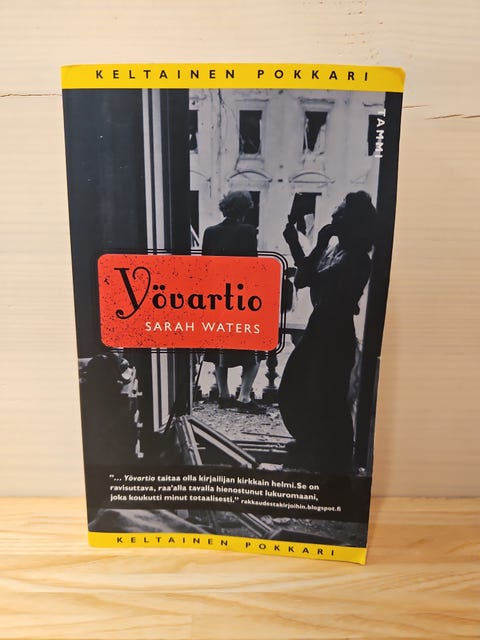 KELTAINEN POKKARI
TAMMI
Yövartio
SARAH WATERS
"... Yövartio taitaa olla kirjailijan kirkkain helmi.Se on
ravisuttava, raa'alla tavalla hienostunut lukuromaani,
joka koukutti minut totaalisesti." rakkaudestakirjoihin.blogspot.fi
KELTAINEN POKKARI